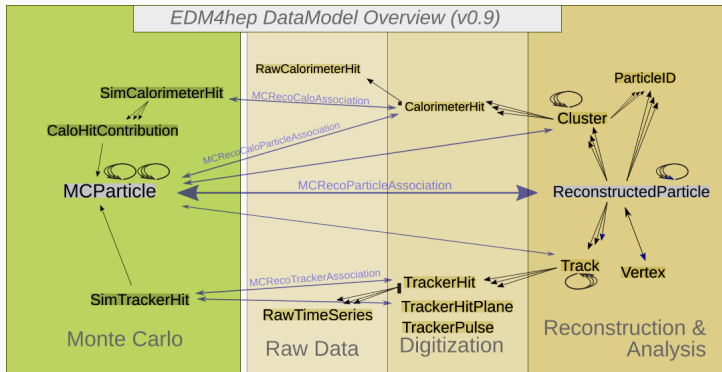 EDM4hep DataModel Overview (v0.9)
RawCalorimeterHit
ParticleID
SimCalorimeterHit
MCRecoCaloAssociation
CalorimeterHit
Cluster
CaloHitContribution
MCRecoCaloParticleAssociation
MCParticle
MCRecoParticleAssociation
ReconstructedParticle
Track
Vertex
MCRecoTrackerAssociation
TrackerHit
SimTrackerHit
RawTimeSeries
TrackerHitPlane
TrackerPulse
Monte Carlo
Raw Data
Digitization
Reconstruction &
Analysis